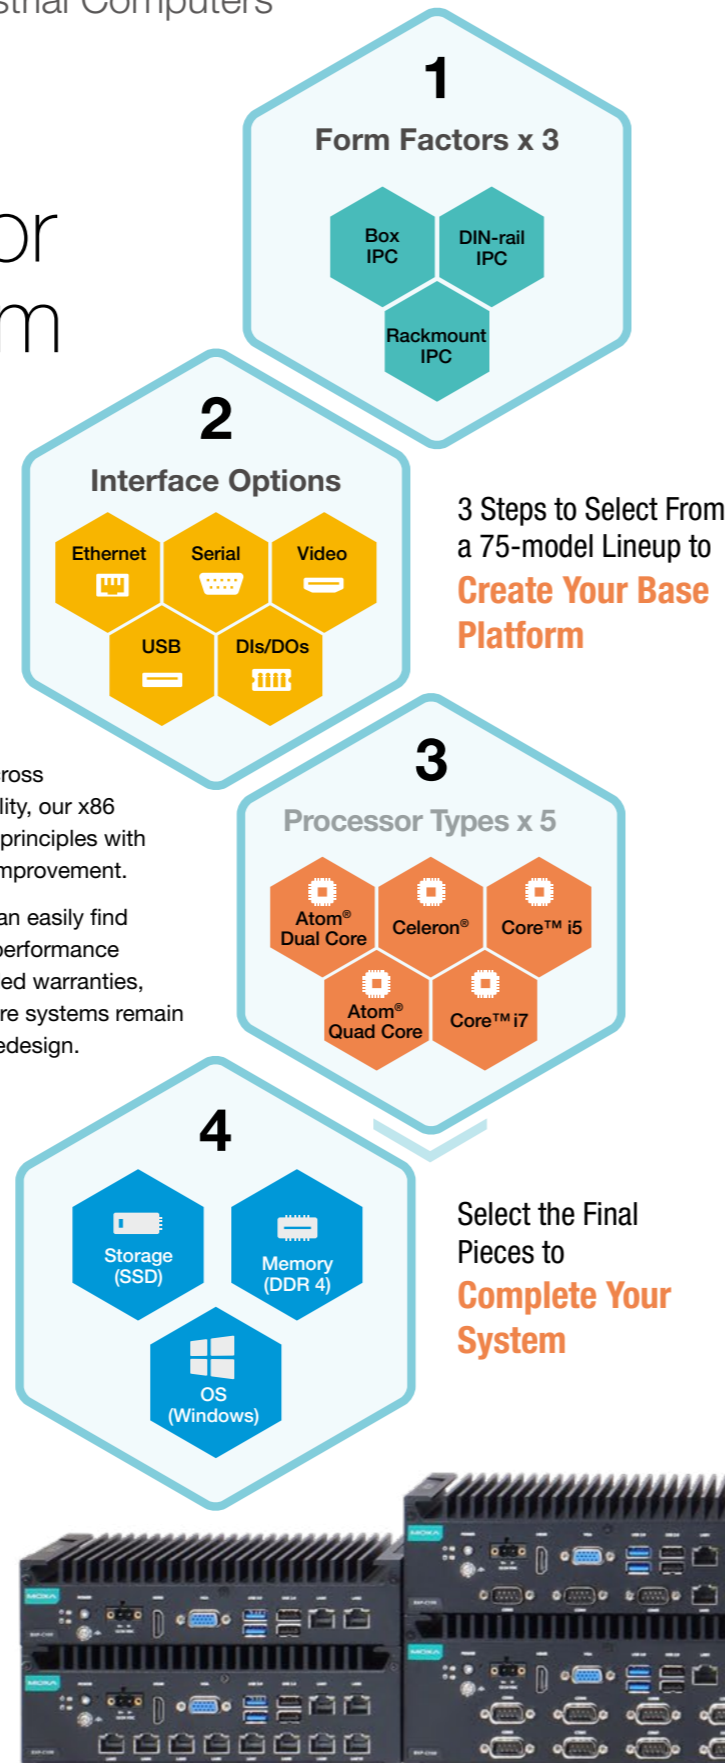 strial Computers
or
m
1
Form Factors x 3
Box
IPC
DIN-rail
IPC
Rackmount
IPC
2
Interface Options
Ethernet
Serial
Video
USB
DIs/DOs
3 Steps to Select From
a 75-model Lineup to
Create Your Base
Platform
ross
lity, our x86
principles with
mprovement.
an easily find
performance
ed warranties,
re systems remain
edesign.
3
Processor Types x 5
Atom®
Dual Core
Celeron®
Core™ i5
Atom®
Quad Core
Core™ i7
4
Storage
(SSD)
Memory
(DDR 4)
OS
(Windows)
Select the Final
Pieces to
Complete Your
System
MOXA
MOXA
MOXA
MOXA